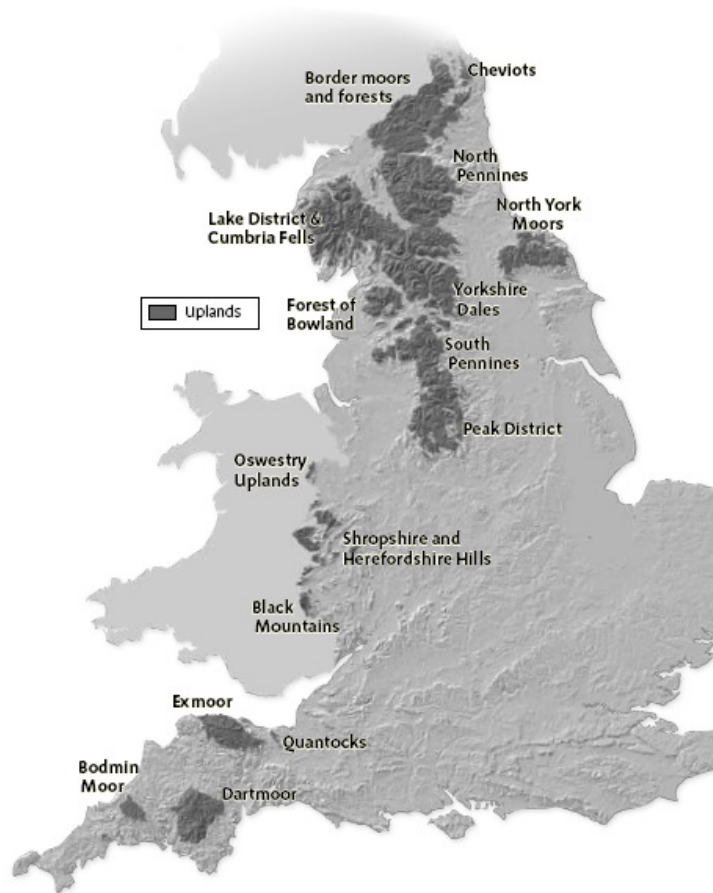 Cheviots
Border moors
and forests
North
Pennines
North York
Moors
Lake District &
Cumbria Fells
Uplands
Forest of
Bowland
Yorkshire
Dales
South
Pennines
Peak District
Oswestry
Uplands
Shropshire and
Herefordshire Hills
Black
Mountains
Exmoor
Quantocks
Bodmin
Moor
Dartmoor